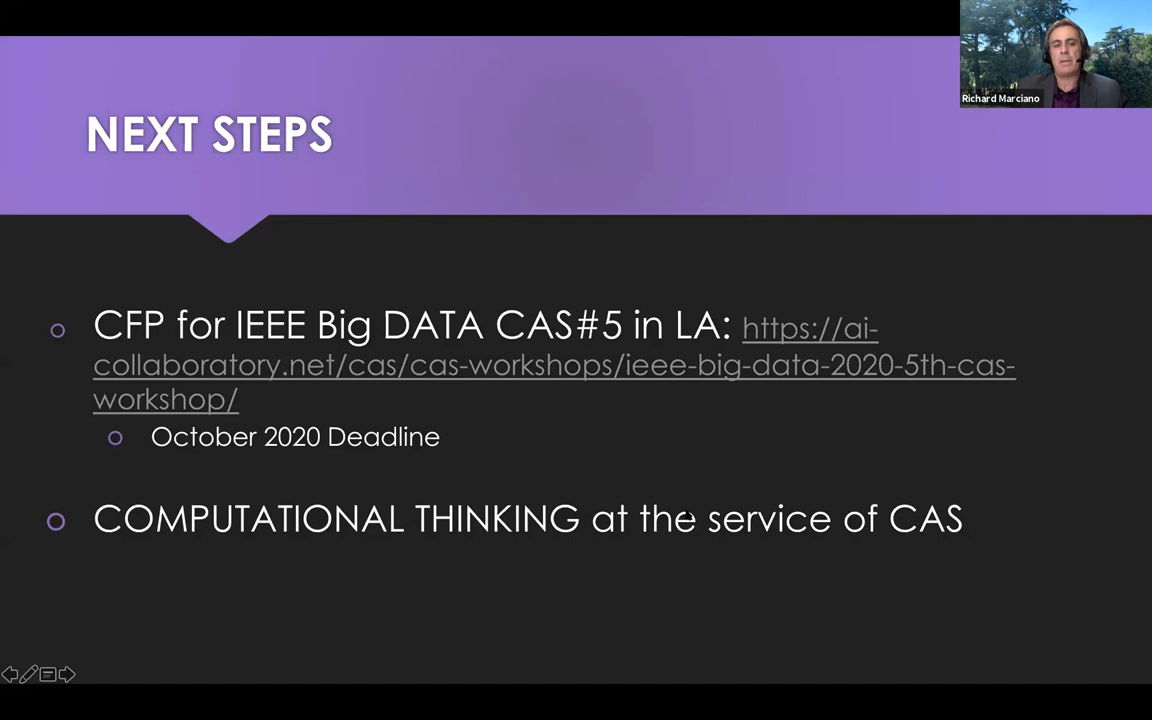 Richard Marciano
NEXT STEPS
CFP for IEEE Big DATA CAS#5 in LA: https://ai-
collaboratory.net/cas/cas-workshops/ieee-big-data-2020-5th-cas-
workshop/
October 2020 Deadline
COMPUTATIONAL THINKING at the service of CAS